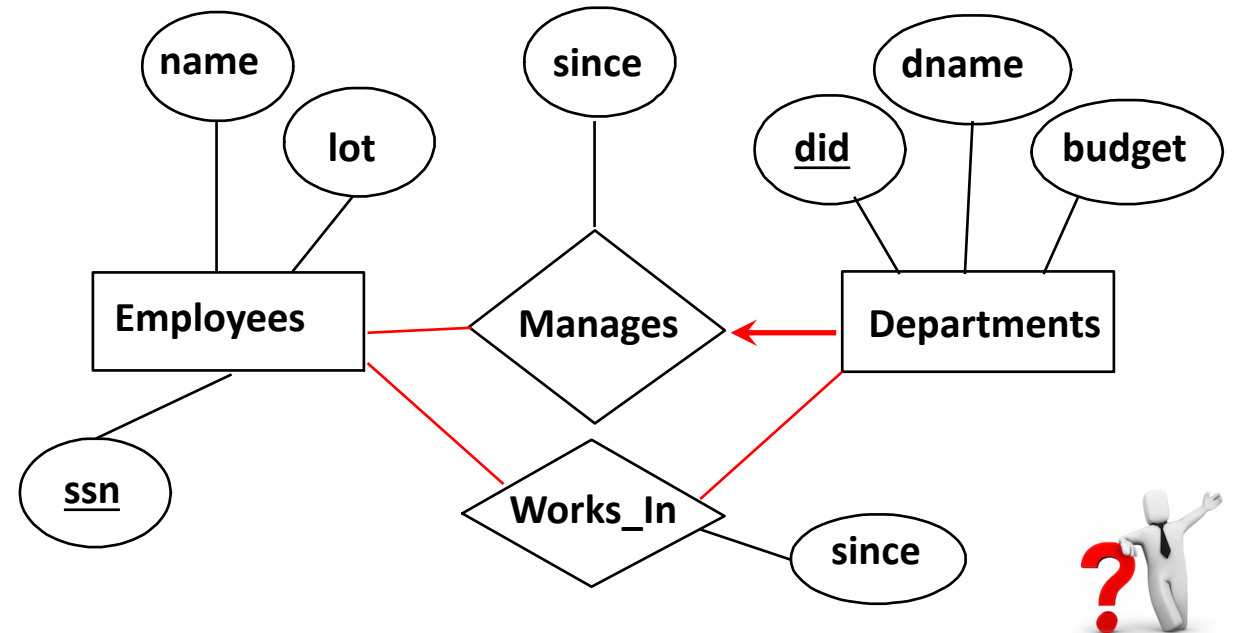 name
since
dname
lot
did
budget
Employees
Manages
Departments
ssn
Works_In
since
?